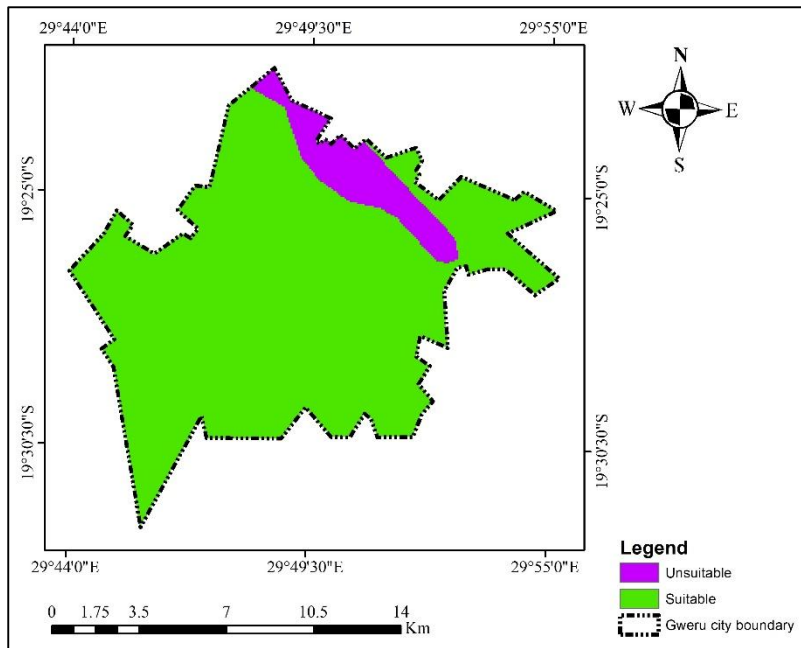 29°44'0"E 29°49'30"E 29°55'0"E
N
W E
S
19°25'0"S 19°25'0"S
19°30'30"S 19°30'30"S
29°44'0"E 29°49'30"E 29°55'0"E
Legend
Unsuitable
Suitable
Gweru city boundary
0 1.75 3.5 7 10.5 14
Km